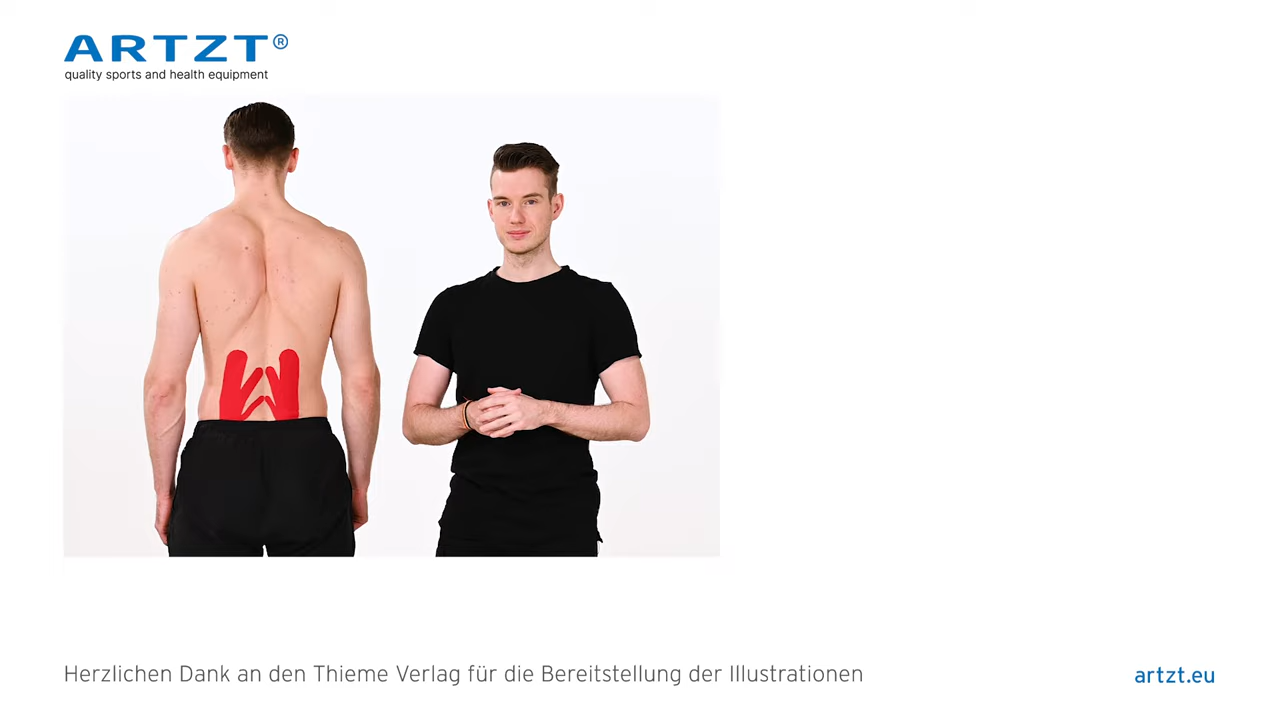 ARTZT®
quality sports and health equipment
Herzlichen Dank an den Thieme Verlag für die Bereitstellung der Illustrationen
artzt.eu